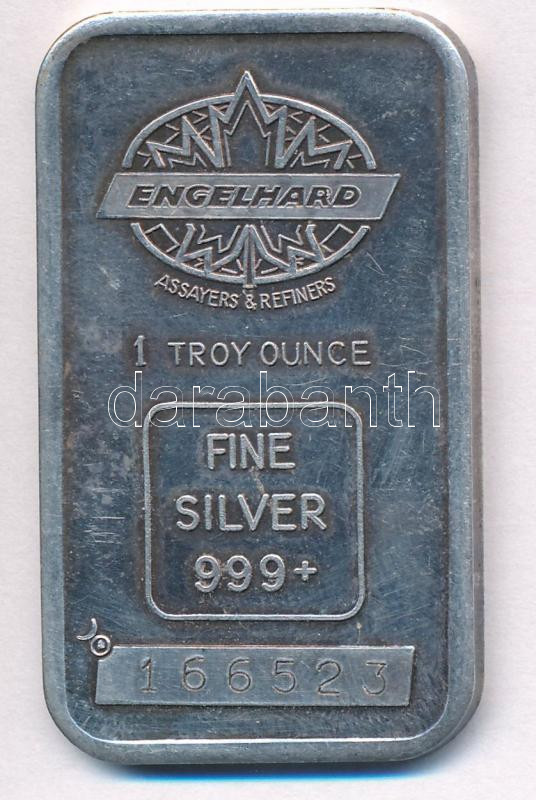 ENGELHARD
ASSAYERS & REFINERS
1 TROY OUNCE
darabanth
FINE
SILVER
999+
166523